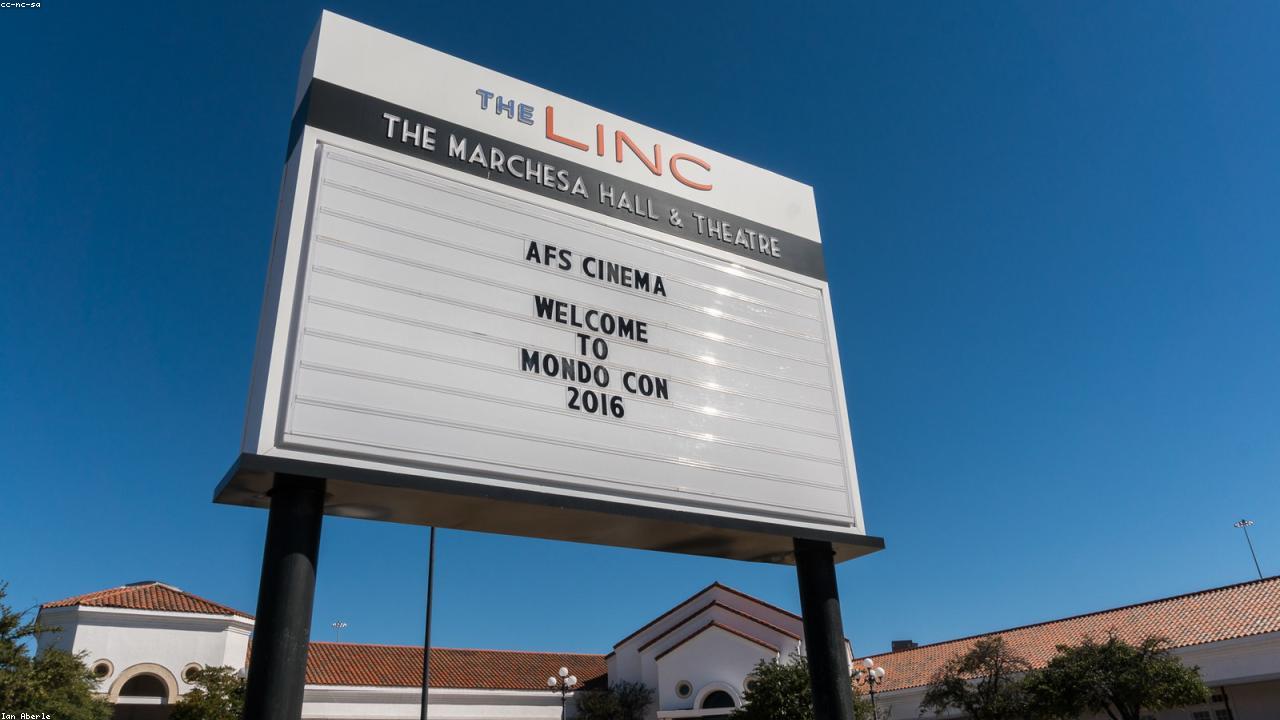 cc-nc-sa
THE LINC
THE MARCHESA HALL & THEATRE
AFS CINEMA
WELCOME
TO
MONDO CON
2016
Ian Aberle